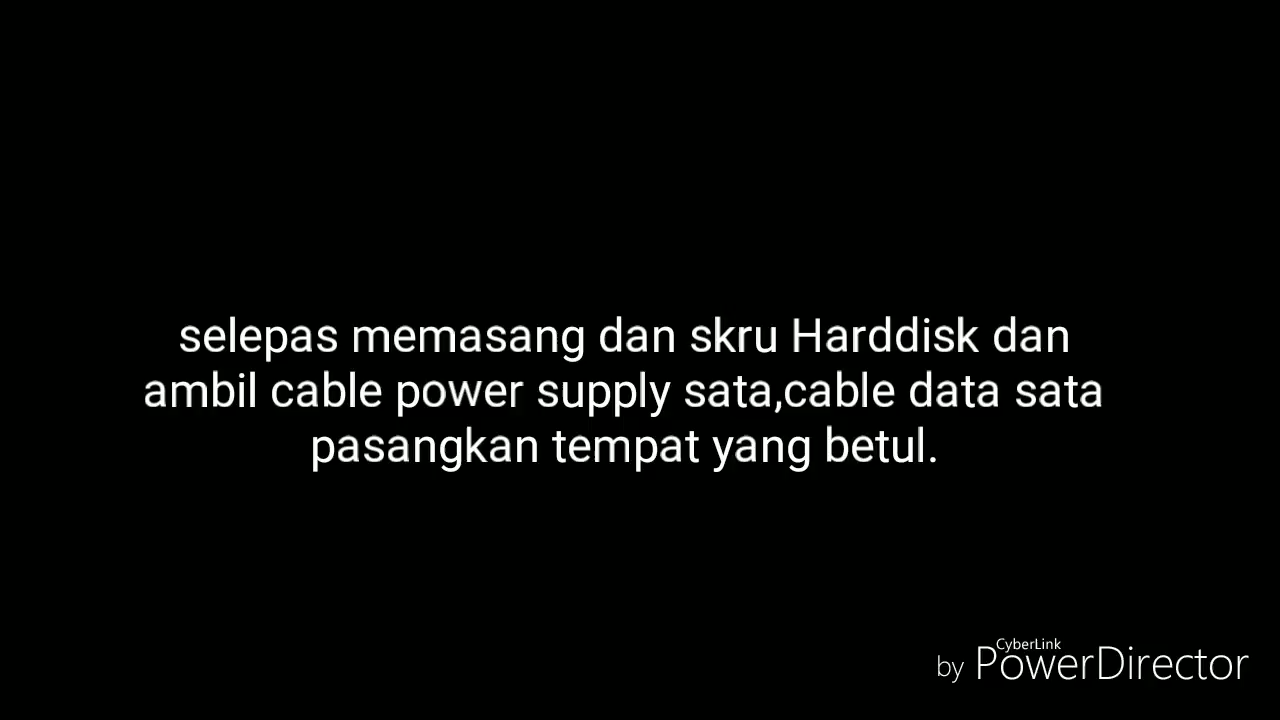 selepas memasang dan skru Harddisk dan
ambil cable power supply sata,cable data sata
pasangkan tempat yang betul.
CyberLink
by PowerDirector